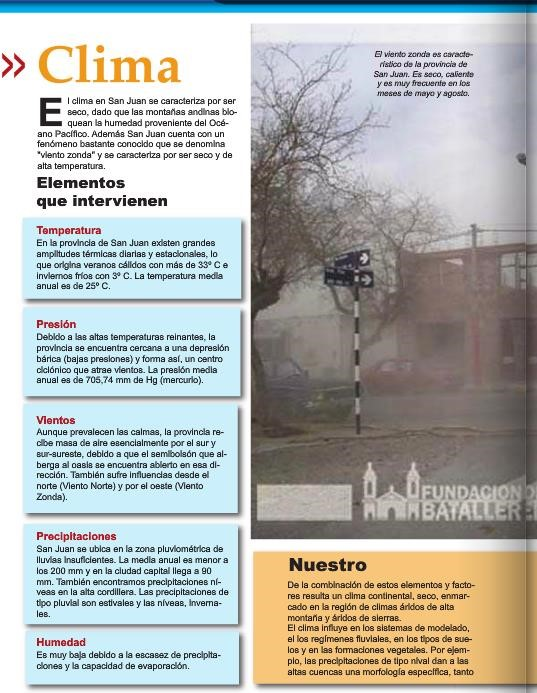 » Clima
El clima en San Juan se caracteriza por ser
seco, dado que las montañas andinas blo-
quean la humedad proveniente del Océ-
ano Pacífico. Además San Juan cuenta con un
fenómeno bastante conocido que se denomina
"viento zonda" y se caracteriza por ser seco y de
alta temperatura.
Elementos
que intervienen
Temperatura
En la provincia de San Juan existen grandes
amplitudes térmicas diarias y estacionales, lo
que origina veranos cálidos con más de 33º C e
inviernos fríos con 3º C. La temperatura media
anual es de 25º C.
Presión
Debido a las altas temperaturas reinantes, la
provincia se encuentra cercana a una depresión
bárica (bajas presiones) y forma así, un centro
ciclónico que atrae vientos. La presión media
anual es de 705,74 mm de Hg (mercurio).
Vientos
Aunque prevalecen las calmas, la provincia re-
cibe masa de aire esencialmente por el sur y
sur-sureste, debido a que el semibolsón que al-
berga al oasis se encuentra abierto en esa di-
rección. También sufre influencias desde el
norte (Viento Norte) y por el oeste (Viento
Zonda).
Precipitaciones
San Juan se ubica en la zona pluviométrica de
lluvias insuficientes. La media anual es menor a
los 200 mm y en la ciudad capital llega a 90
mm. También encontramos precipitaciones ní-
veas en la alta cordillera. Las precipitaciones de
tipo pluvial son estivales y las níveas, inverna-
les.
Humedad
Es muy baja debido a la escasez de precipita-
ciones y la capacidad de evaporación.
El viento zonda es caracte-
rístico de la provincia de
San Juan. Es seco, caliente
y es muy frecuente en los
meses de mayo y agosto.
FUNDACION
BATALLER
Nuestro
De la combinación de estos elementos y facto-
res resulta un clima continental, seco, enmar-
cado en la región de climas áridos de alta
montaña y áridos de sierras.
El clima influye en los sistemas de modelado,
el los regímenes fluviales, en los tipos de sue-
los y en las formaciones vegetales. Por ejem-
plo, las precipitaciones de tipo nival dan a las
altas cuencas una morfología específica, tanto